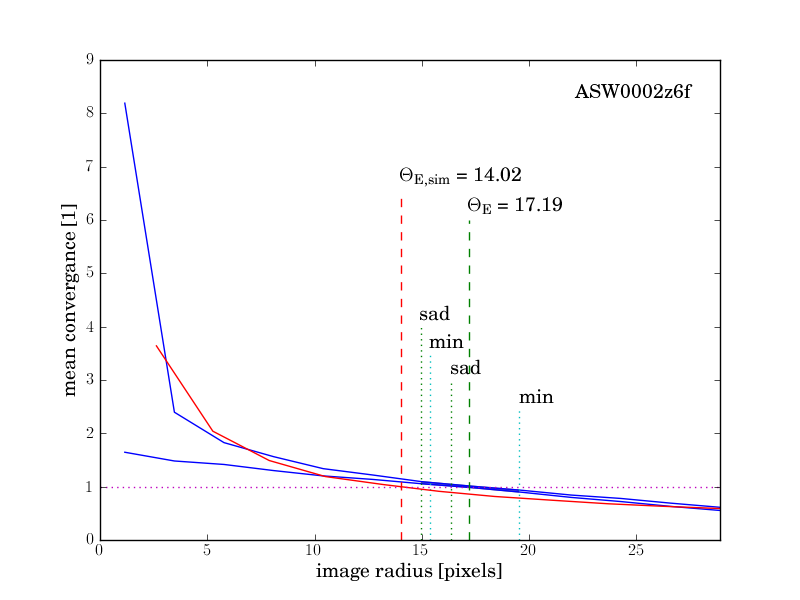 ASW0002z6f
Θ_E,sim = 14.02
Θ_E = 17.19
sad
min
sad
min
mean convergance [1]
9
8
7
6
5
4
3
2
1
0
0 5 10 15 20 25
image radius [pixels]